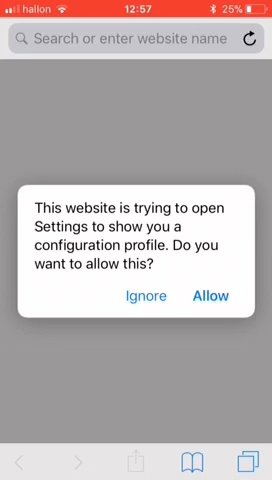 halion 12:57 25%
Search or enter website name
This website is trying to open
Settings to show you a
configuration profile. Do you
want to allow this?
Ignore Allow